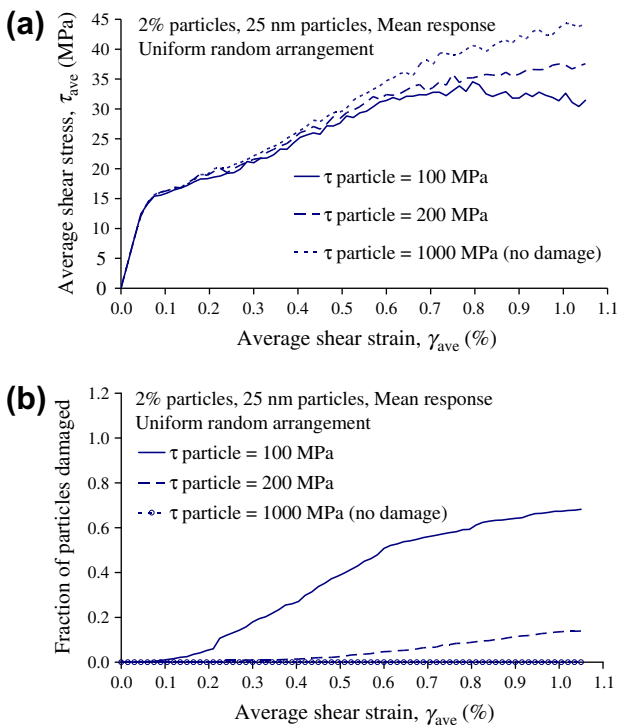 (a)
2% particles, 25 nm particles, Mean response
Uniform random arrangement
Average shear stress, τave (MPa)
45
40
35
30
25
20
15
10
5
0
τ particle = 100 MPa
τ particle = 200 MPa
τ particle = 1000 MPa (no damage)
0.0 0.1 0.2 0.3 0.4 0.5 0.6 0.7 0.8 0.9 1.0 1.1
Average shear strain, γave (%)
(b)
2% particles, 25 nm particles, Mean response
Uniform random arrangement
τ particle = 100 MPa
τ particle = 200 MPa
τ particle = 1000 MPa (no damage)
Fraction of particles damaged
1.2
1.0
0.8
0.6
0.4
0.2
0.0
0.0 0.1 0.2 0.3 0.4 0.5 0.6 0.7 0.8 0.9 1.0 1.1
Average shear strain, γave (%)